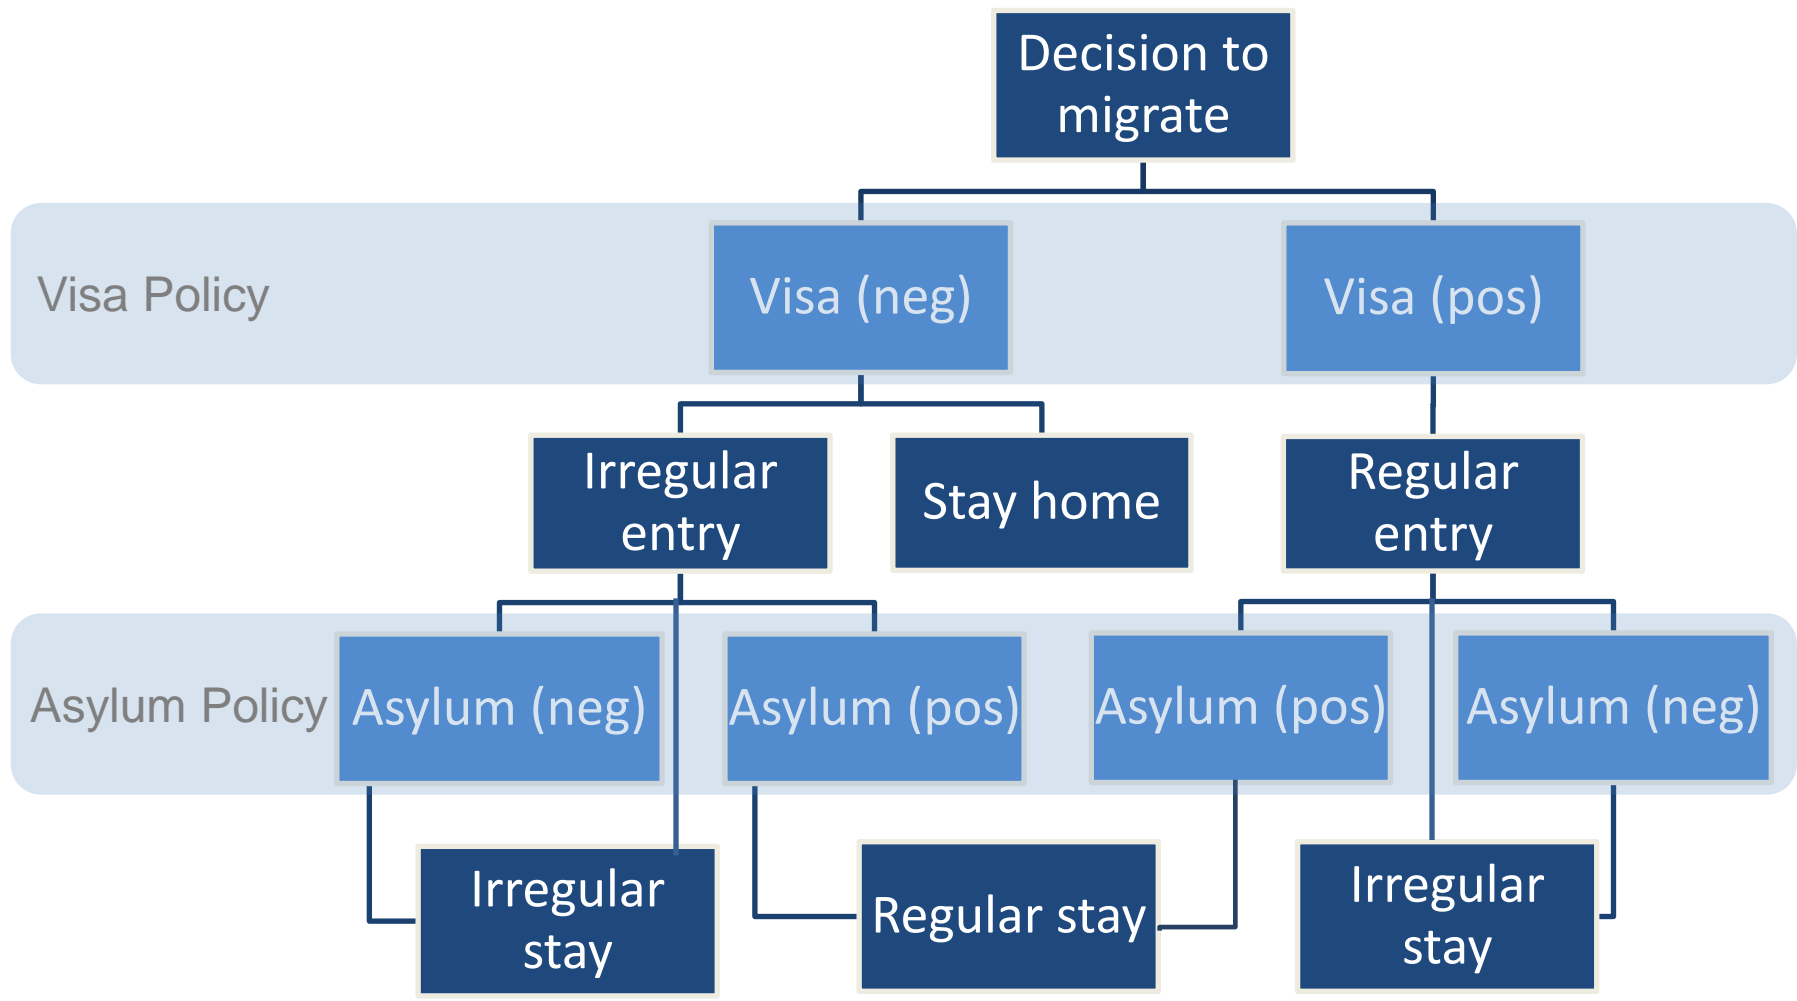 Decision to
migrate
Visa Policy
Visa (neg)
Visa (pos)
Irregular
entry
Stay home
Regular
entry
Asylum Policy
Asylum (neg)
Asylum (pos)
Asylum (pos)
Asylum (neg)
Irregular
stay
Regular stay
Irregular
stay